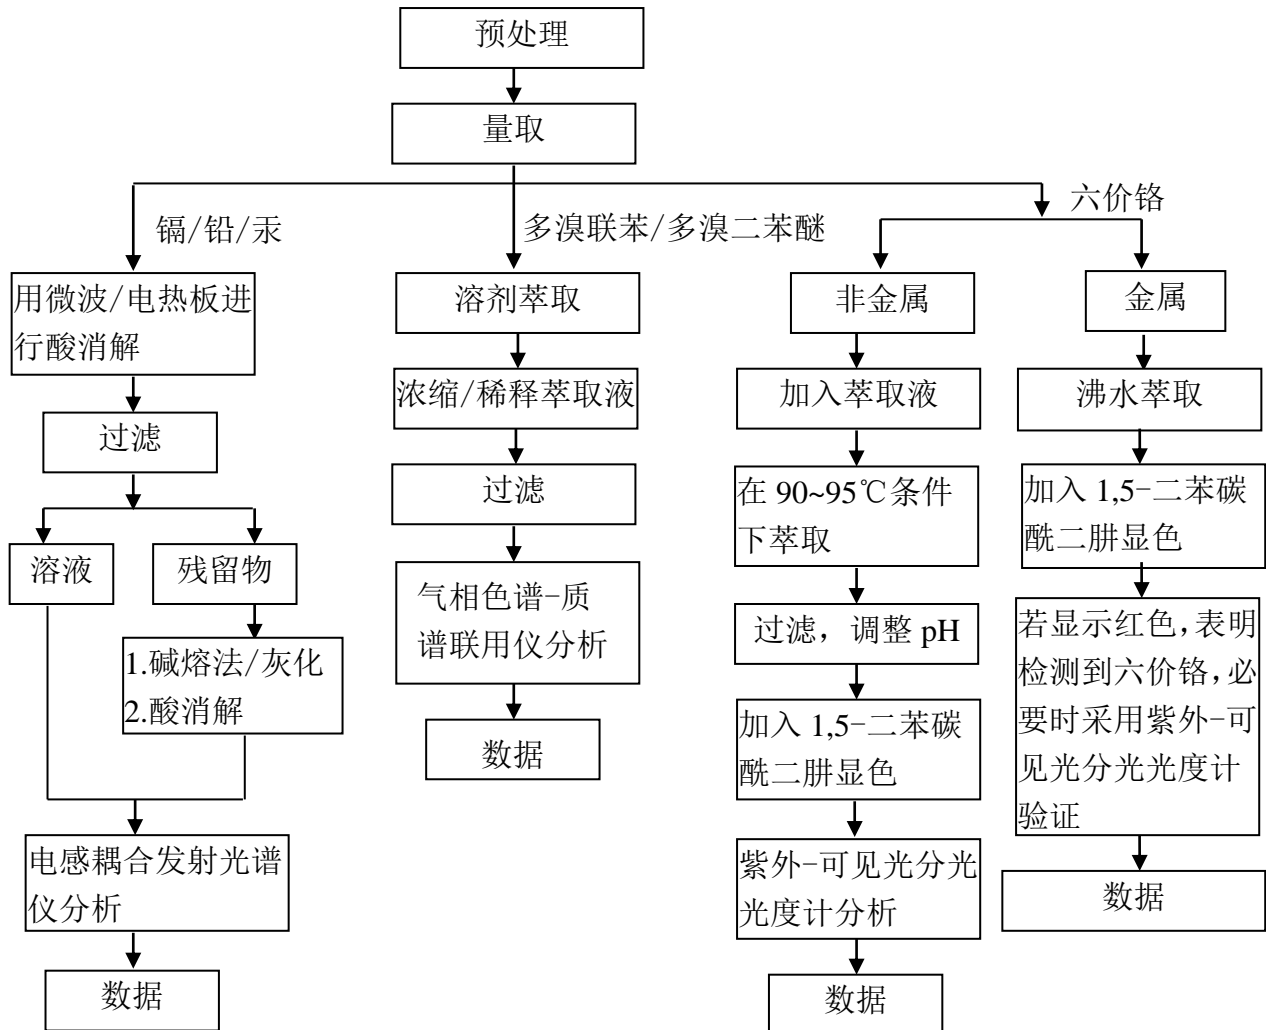 预处理
量取
镉/铅/汞
多溴联苯/多溴二苯醚
六价铬
用微波/电热板进
行酸消解
过滤
溶液
残留物
1.碱熔法/灰化
2.酸消解
电感耦合发射光谱
仪分析
数据
溶剂萃取
浓缩/稀释萃取液
过滤
气相色谱-质
谱联用仪分析
数据
非金属
加入萃取液
在 90~95℃条件
下萃取
过滤，调整 pH
加入 1,5-二苯碳
酰二肼显色
紫外-可见光分光
光度计分析
数据
金属
沸水萃取
加入 1,5-二苯碳
酰二肼显色
若显示红色，表明
检测到六价铬，必
要时采用紫外-可
见光分光光度计
验证
数据